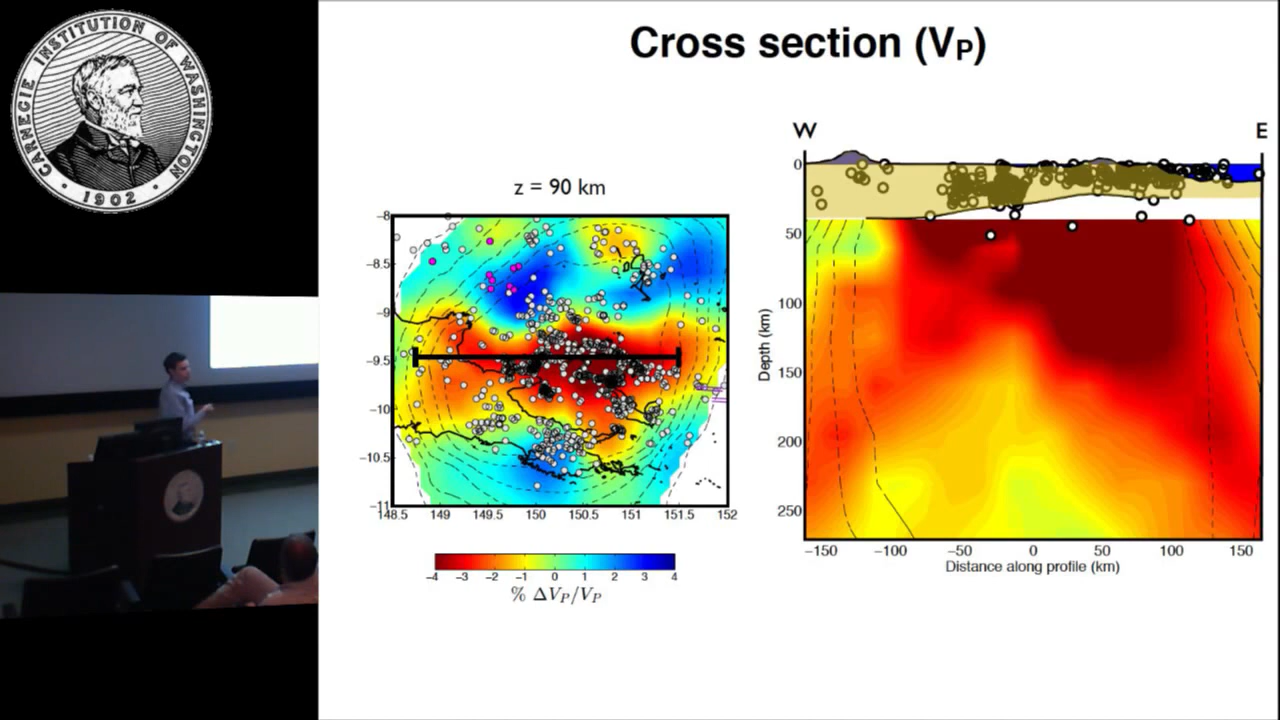 CARNEGIE INSTITUTION OF WASHINGTON
1902
Cross section (VP)
z = 90 km
−8
−8.5
−9
−9.5
−10
−10.5
−11
148.5 149 149.5 150 150.5 151 151.5 152
−4 −3 −2 −1 0 1 2 3 4
% ΔVP/VP
W E
0
50
100
150
200
250
Depth (km)
−150 −100 −50 0 50 100 150
Distance along profile (km)